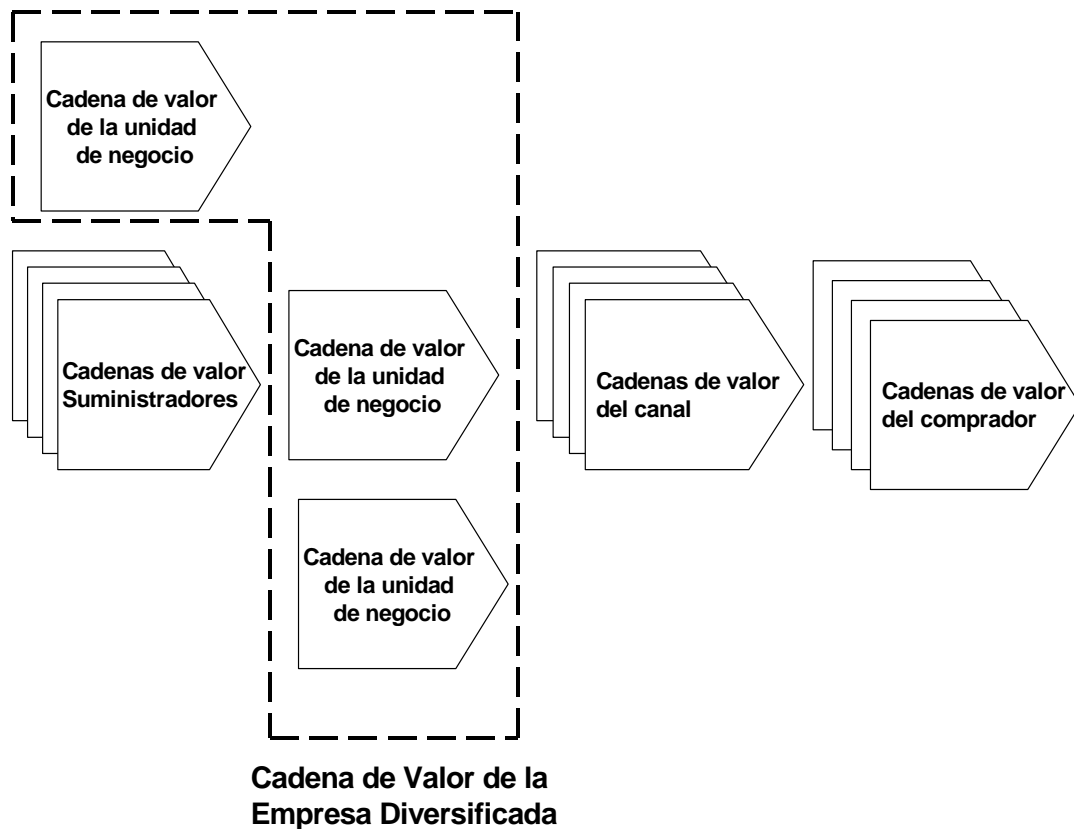 Cadena de valor
de la unidad
de negocio
Cadenas de valor
Suministradores
Cadena de valor
de la unidad
de negocio
Cadenas de valor
del canal
Cadenas de valor
del comprador
Cadena de valor
de la unidad
de negocio
Cadena de Valor de la
Empresa Diversificada